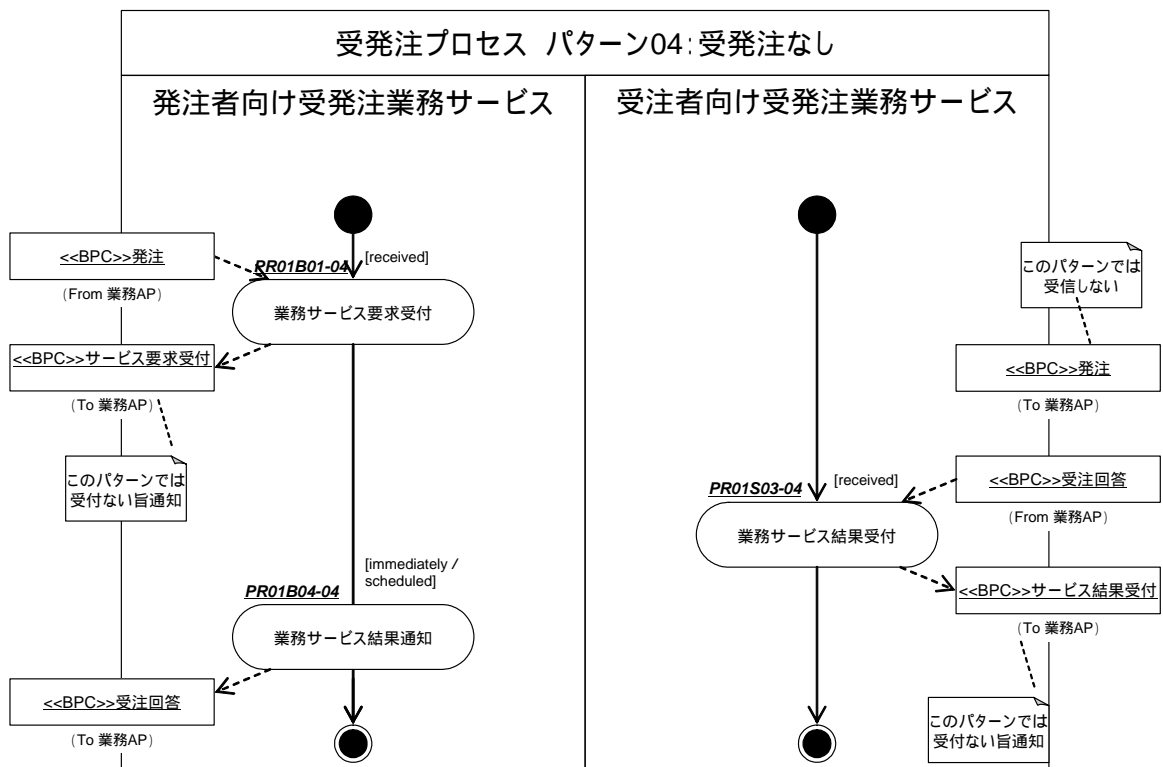 受発注プロセス パターン04:受発注なし
発注者向け受発注業務サービス
受注者向け受発注業務サービス
<<BPC>>発注
(From 業務AP)
PR01B01-04
[received]
業務サービス要求受付
<<BPC>>サービス要求受付
(To 業務AP)
このパターンでは
受付ない旨通知
[immediately /
scheduled]
PR01B04-04
業務サービス結果通知
<<BPC>>受注回答
(To 業務AP)
このパターンでは
受信しない
<<BPC>>発注
(To 業務AP)
PR01S03-04
[received]
<<BPC>>受注回答
(From 業務AP)
業務サービス結果受付
<<BPC>>サービス結果受付
(To 業務AP)
このパターンでは
受付ない旨通知